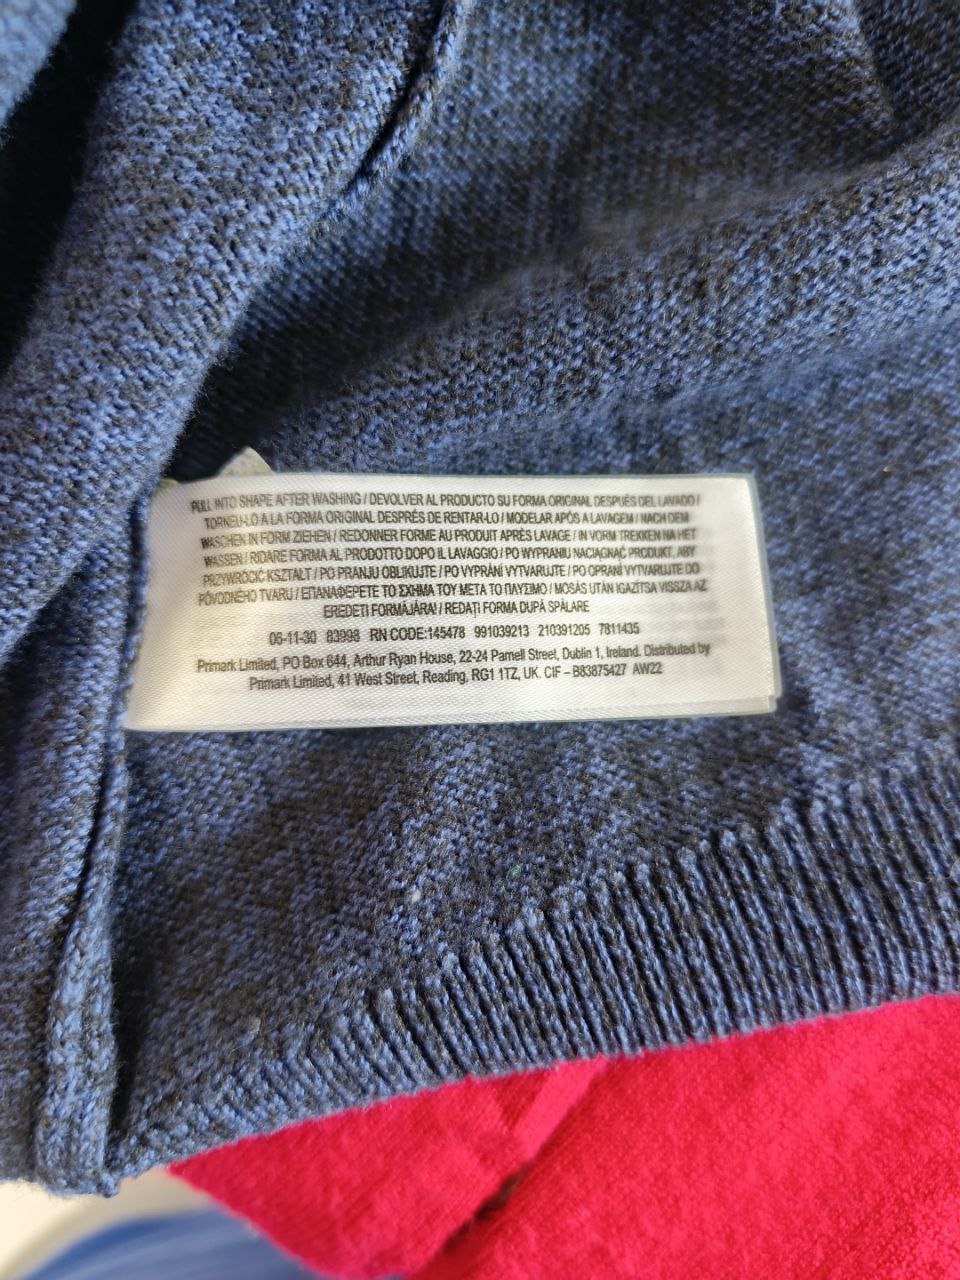 PULL INTO SHAPE AFTER WASHING / DEVOLVER AL PRODUCTO SU FORMA ORIGINAL DESPUÉS DEL LAVADO /
TORNEU-LO A LA FORMA ORIGINAL DESPRÉS DE RENTAR-LO / MODELAR APÓS A LAVAGEM / NACH DEM
WASCHEN IN FORM ZIEHEN / REDONNER FORME AU PRODUIT APRÈS LAVAGE / IN VORM TREKKEN NA HET
WASSEN / RIDARE FORMA AL PRODOTTO DOPO IL LAVAGGIO / PO WYPRANIU NACIĄGNĄĆ PRODUKT, ABY
PRZYWRÓCIĆ KSZTAŁT / PO PRANJU OBLIKUJTE / PO VYPRÁNÍ VYTVARUJTE / PO OPRANÍ VYTVARUJTE DO
PÔVODNÉHO TVARU / ΕΠΑΝΑΦΕΡΕΤΕ ΤΟ ΣΧΗΜΑ ΤΟΥ ΜΕΤΑ ΤΟ ΠΛΥΣΙΜΟ / MOSÁS UTÁN IGAZÍTSA VISSZA AZ
EREDETI FORMÁJÁRA! / REDAȚI FORMA DUPĂ SPĂLARE
06-11-30 83998 RN CODE:145478 991039213 210391205 7811435
Primark Limited, PO Box 644, Arthur Ryan House, 22-24 Parnell Street, Dublin 1, Ireland. Distributed by
Primark Limited, 41 West Street, Reading, RG1 1TZ, UK. CIF – B83875427 AW22